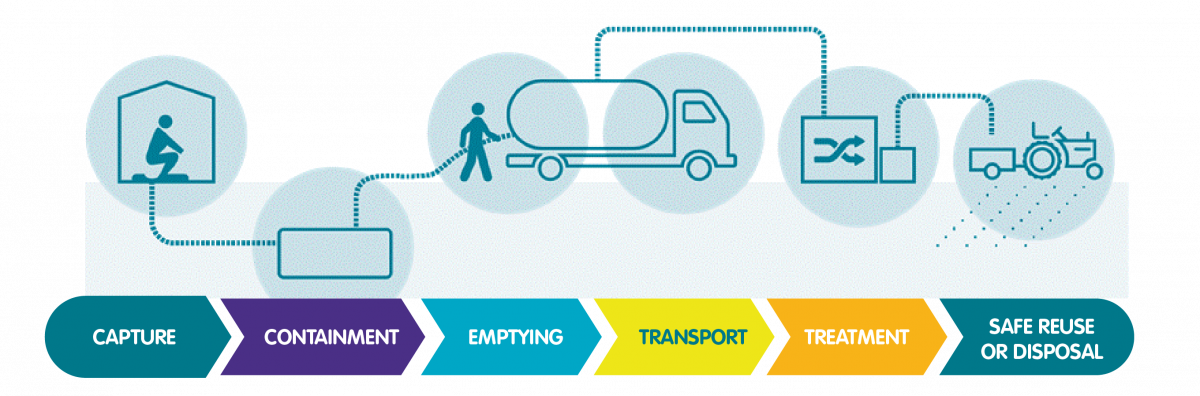 CAPTURE
CONTAINMENT
EMPTYING
TRANSPORT
TREATMENT
SAFE REUSE
OR DISPOSAL